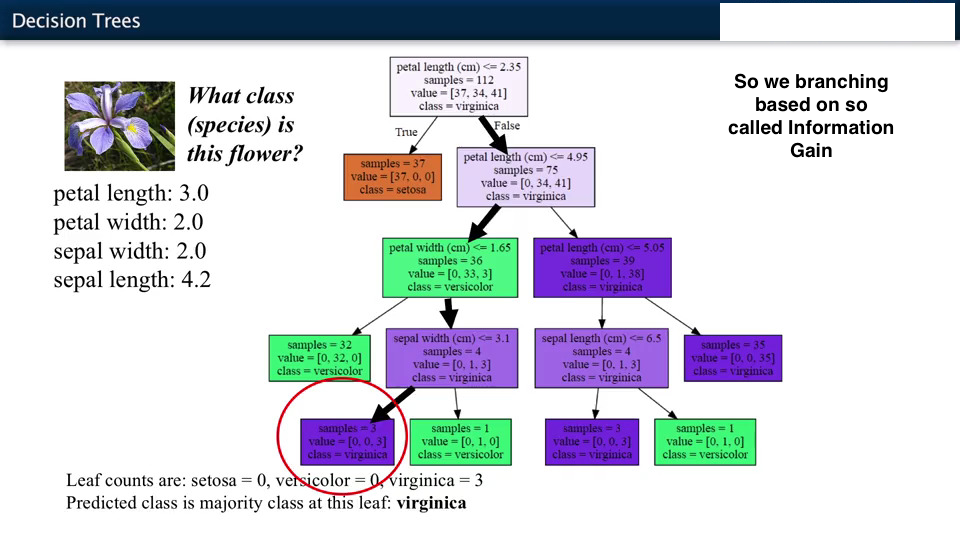 Decision Trees
What class
(species) is
this flower?
petal length: 3.0
petal width: 2.0
sepal width: 2.0
sepal length: 4.2
petal length (cm) <= 2.35
samples = 112
value = [37, 34, 41]
class = virginica
True
False
samples = 37
value = [37, 0, 0]
class = setosa
petal length (cm) <= 4.95
samples = 75
value = [0, 34, 41]
class = virginica
petal width (cm) <= 1.65
samples = 36
value = [0, 33, 3]
class = versicolor
petal length (cm) <= 5.05
samples = 39
value = [0, 1, 38]
class = virginica
samples = 32
value = [0, 32, 0]
class = versicolor
sepal width (cm) <= 3.1
samples = 4
value = [0, 1, 3]
class = virginica
sepal length (cm) <= 6.5
samples = 4
value = [0, 1, 3]
class = virginica
samples = 35
value = [0, 0, 35]
class = virginica
samples = 3
value = [0, 0, 3]
class = virginica
samples = 1
value = [0, 1, 0]
class = versicolor
samples = 3
value = [0, 0, 3]
class = virginica
samples = 1
value = [0, 1, 0]
class = versicolor
So we branching
based on so
called Information
Gain
Leaf counts are: setosa = 0, versicolor = 0, virginica = 3
Predicted class is majority class at this leaf: virginica